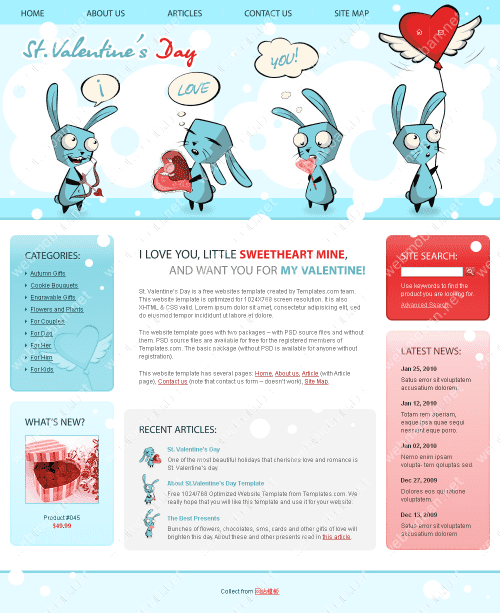 HOME ABOUT US ARTICLES CONTACT US SITE MAP
St. Valentine's Day
i
LOVE
YOU!
CATEGORIES:
Autumn Gifts
Cookie Bouquets
Engravable Gifts
Flowers and Plants
For Couples
For Her
For Him
For Kids
WHAT'S NEW?
Product #045
$49.99
I LOVE YOU, LITTLE SWEETHEART MINE,
AND WANT YOU FOR MY VALENTINE!
St. Valentine's Day is a free websites template created by Templates.com team.
This website template is optimized for 1024X768 screen resolution. It is also
XHTML & CSS valid. Lorem ipsum dolor sit amet, consectetur adipisicing elit, sed
do eiusmod tempor incididunt ut labore et dolore.
The website template goes with two packages – with PSD source files and without
them. PSD source files are available for free for the registered members of
Templates.com. The basic package (without PSD is available for anyone without
registration).
This website template has several pages: Home, About us, Article (with Article
page), Contact us (note that contact us form – doesn't work), Site Map.
RECENT ARTICLES:
St. Valentine's Day
One of the most beautiful holidays that cherishes love and romance is
St. Valentine's day
About St.Valentine's Day Template
Free 1024/768 Optimized Website Template from Templates.com. We
really hope that you will like this template and use it for your website.
The Best Presents
Bunches of flowers, chocolates, sms, cards and other gifts of love will
brighten this day. All out these and other presents read in this article.
SITE SEARCH:
Use keywords to find
the product you are looking for.
Advanced Search
LATEST NEWS:
Jan 25, 2010
Satus error sit voluptatem
accusatium dolorem.
Jan 12, 2010
Totam rem aperiam,
eaque ipsa quae sequi
nesciunt eque porro.
Jan 02, 2010
Nemo enim ipsam
voluptatem goluptas sed.
Dec 27, 2009
Dolores eos qui ratione
voluptatem.
Dec 13, 2009
Satus error sit voluptatem
accusatium dolorem
Collect from 网站模板